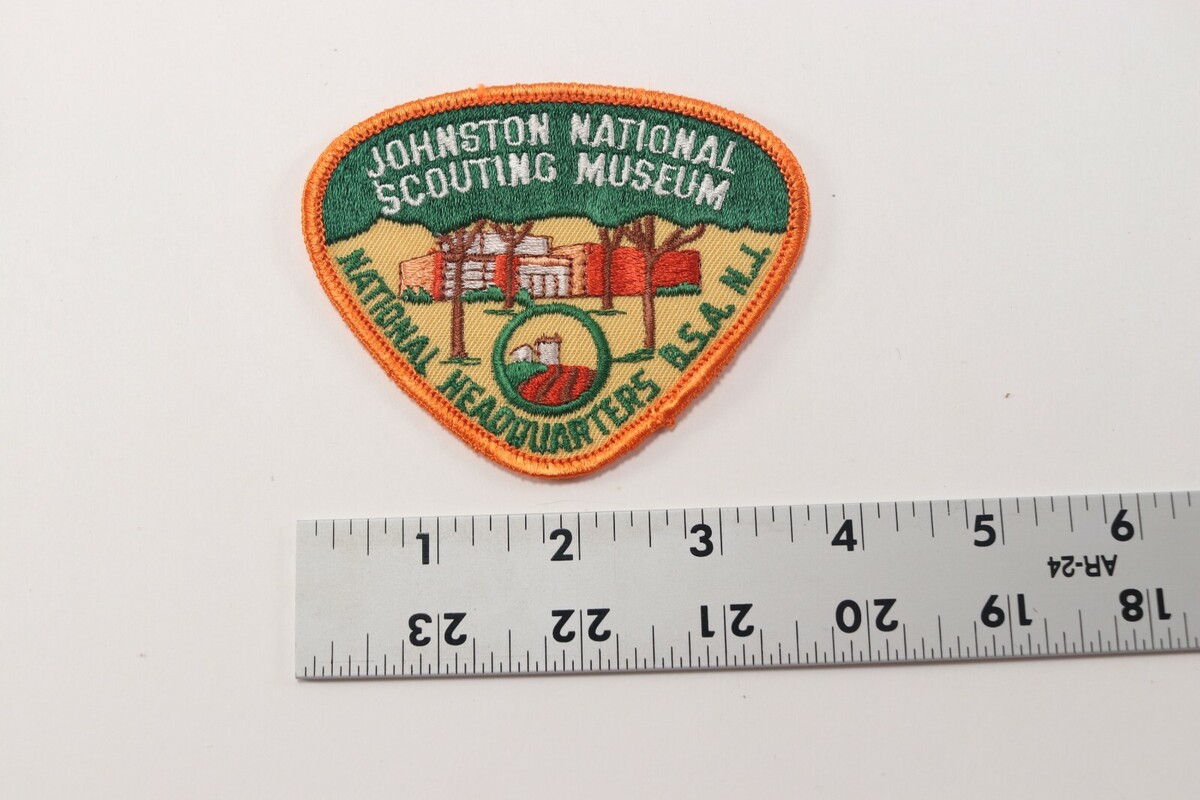 JOHNSTON NATIONAL
SCOUTING MUSEUM
NATIONAL HEADQUARTERS B.S.A. N.J.
1 2 3 4 5 6
AR-24
23 22 21 20 19 18